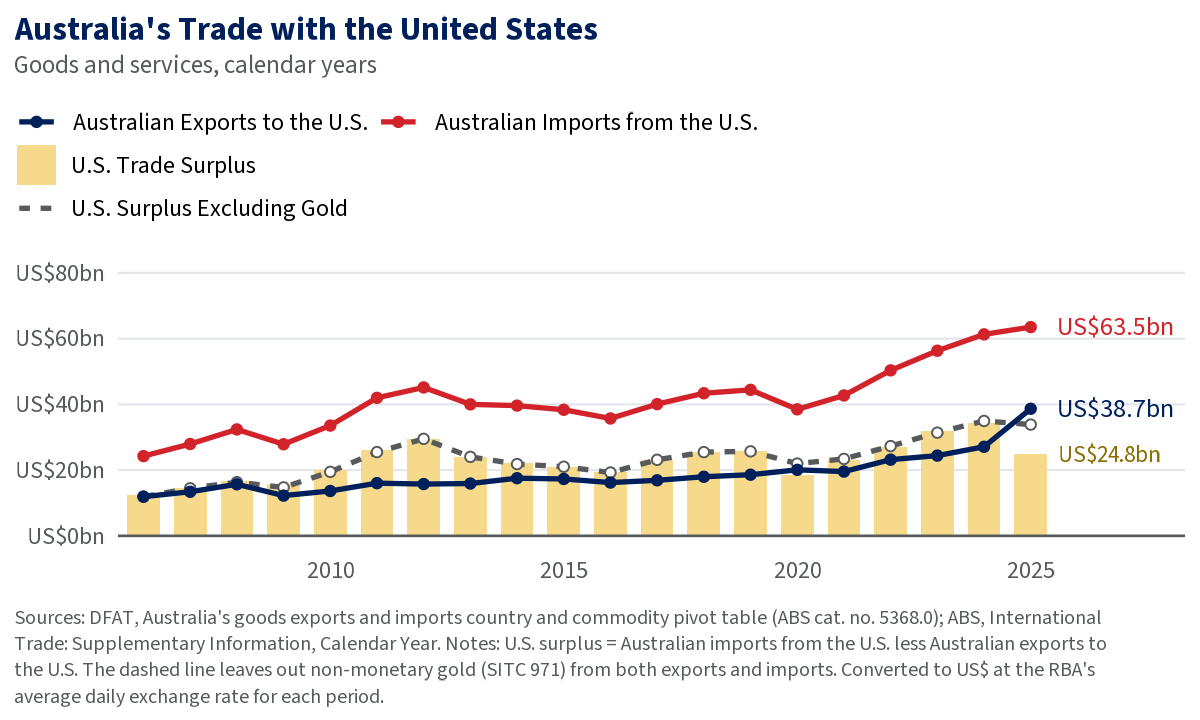 Australia's Trade with the United States
Goods and services, calendar years
Australian Exports to the U.S.
Australian Imports from the U.S.
U.S. Trade Surplus
U.S. Surplus Excluding Gold
US$80bn
US$60bn
US$40bn
US$20bn
US$0bn
US$63.5bn
US$38.7bn
US$24.8bn
2010
2015
2020
2025
Sources: DFAT, Australia's goods exports and imports country and commodity pivot table (ABS cat. no. 5368.0); ABS, International
Trade: Supplementary Information, Calendar Year. Notes: U.S. surplus = Australian imports from the U.S. less Australian exports to
the U.S. The dashed line leaves out non-monetary gold (SITC 971) from both exports and imports. Converted to US$ at the RBA's
average daily exchange rate for each period.